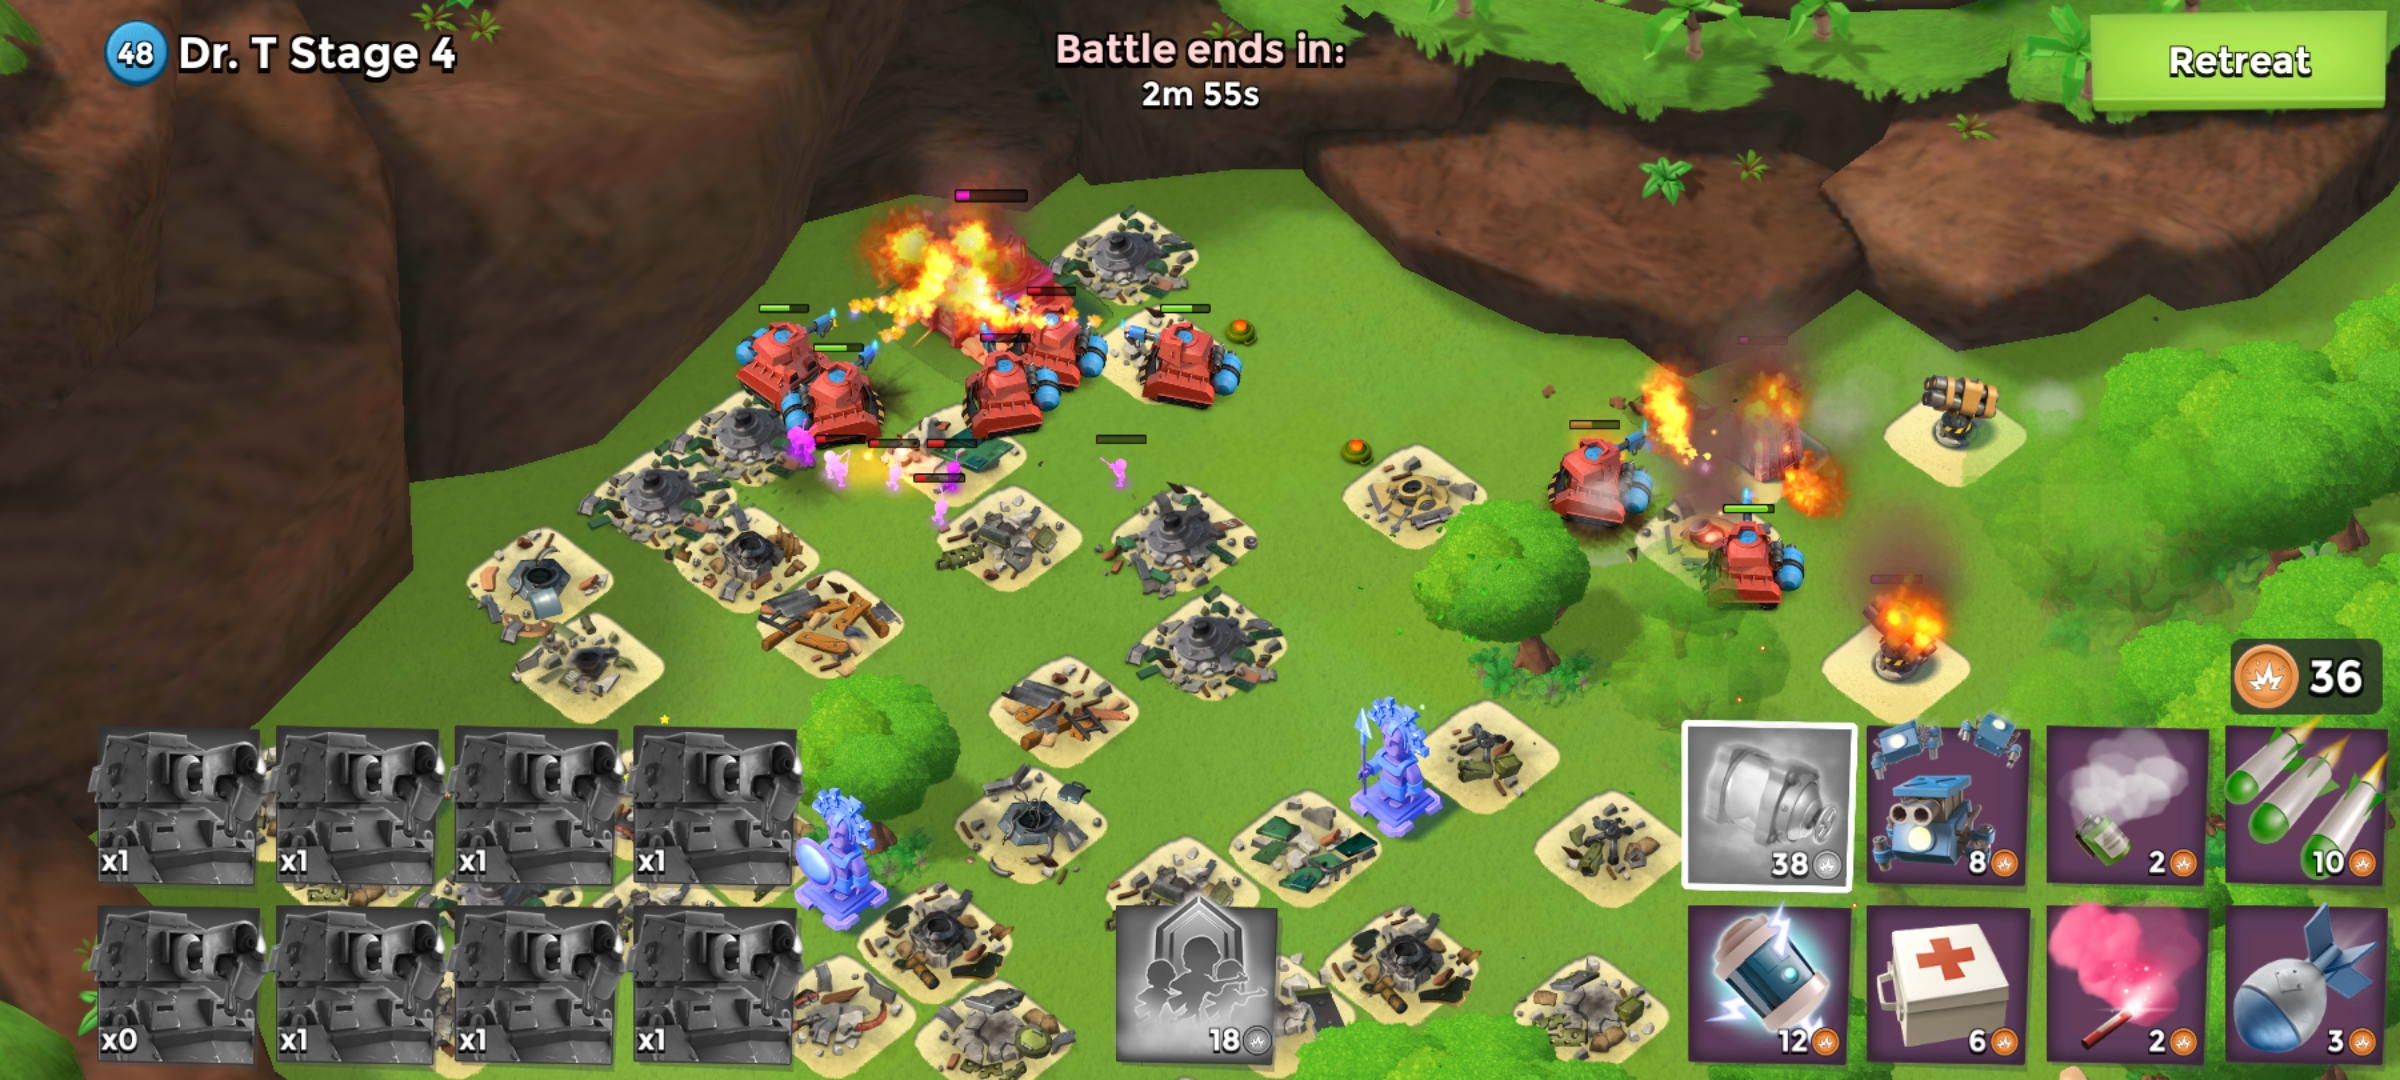 48 Dr. T Stage 4
Battle ends in:
2m 55s
Retreat
36
x1
x1
x1
x1
38
8
2
10
x0
x1
x1
x1
18
12
6
2
3